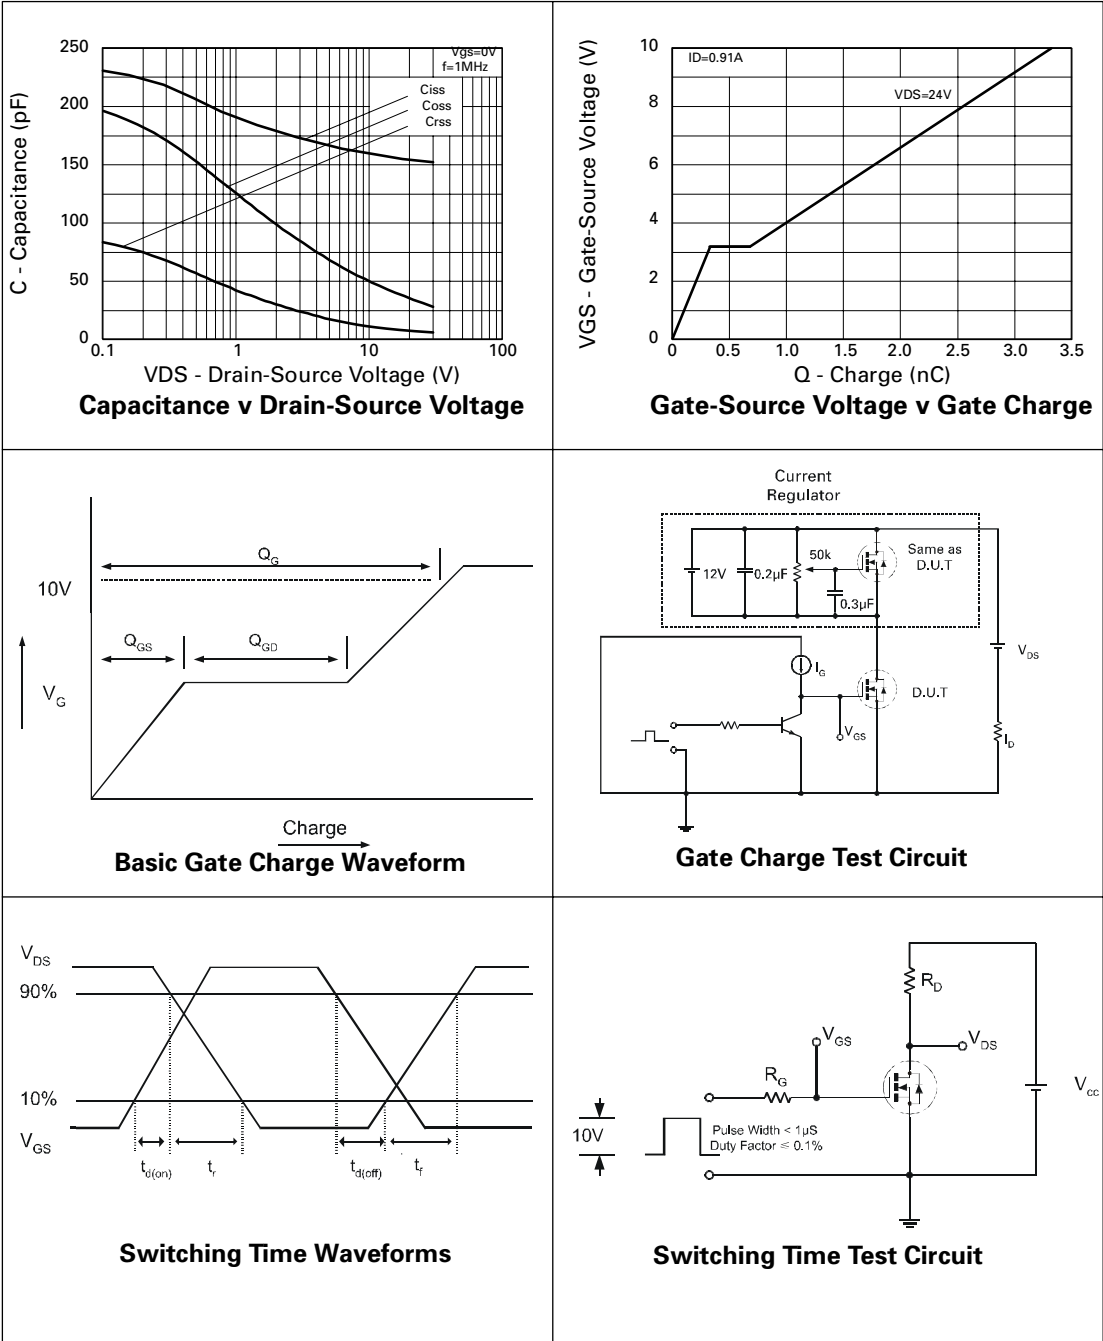 250
200
150
100
50
0
0.1
1
10
100
C - Capacitance (pF)
Vgs=0V
f=1MHz
Ciss
Coss
Crss
VDS - Drain-Source Voltage (V)
Capacitance v Drain-Source Voltage
10
8
6
4
2
0
0
0.5
1.0
1.5
2.0
2.5
3.0
3.5
VGS - Gate-Source Voltage (V)
ID=0.91A
VDS=24V
Q - Charge (nC)
Gate-Source Voltage v Gate Charge
QG
10V
QGS
QGD
VG
Charge
Basic Gate Charge Waveform
Current
Regulator
12V
0.2µF
50k
0.3µF
Same as
D.U.T
IG
VDS
D.U.T
VGS
ID
Gate Charge Test Circuit
VDS
90%
10%
VGS
td(on)
tr
td(off)
tf
Switching Time Waveforms
RD
VGS
VDS
RG
Vcc
10V
Pulse Width < 1µS
Duty Factor ≤ 0.1%
Switching Time Test Circuit